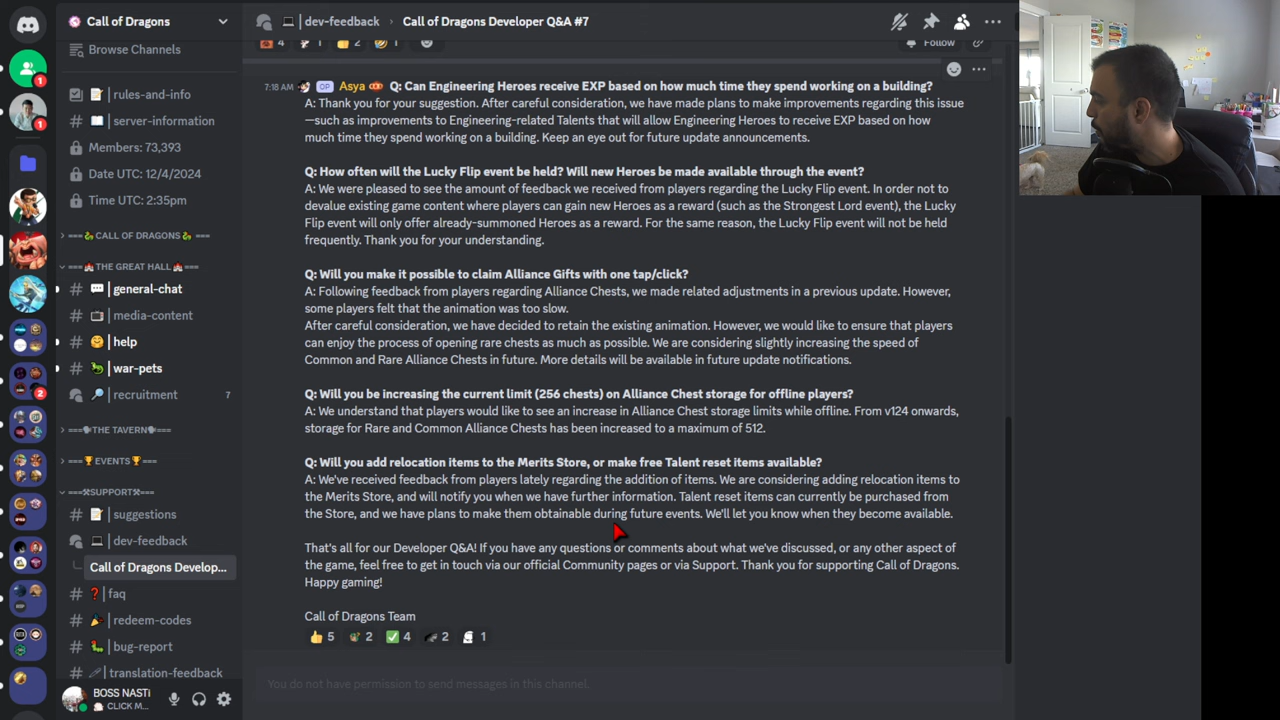 Call of Dragons
Browse Channels
rules-and-info
server-information
Members: 73,393
Date UTC: 12/4/2024
Time UTC: 2:35pm
CALL OF DRAGONS ===
=== THE GREAT HALL ===
general-chat
media-content
help
war-pets
recruitment 7
=== THE TAVERN ===
=== EVENTS ===
===SUPPORT ===
suggestions
dev-feedback
Call of Dragons Develop...
faq
redeem-codes
bug-report
translation-feedback
BOSS NASTi
CLICK M...
1
1
2
dev-feedback › Call of Dragons Developer Q&A #7
4 1 2 1
Follow
7:18 AM OP Asya Q: Can Engineering Heroes receive EXP based on how much time they spend working on a building?
A: Thank you for your suggestion. After careful consideration, we have made plans to make improvements regarding this issue
—such as improvements to Engineering-related Talents that will allow Engineering Heroes to receive EXP based on how
much time they spend working on a building. Keep an eye out for future update announcements.
Q: How often will the Lucky Flip event be held? Will new Heroes be made available through the event?
A: We were pleased to see the amount of feedback we received from players regarding the Lucky Flip event. In order not to
devalue existing game content where players can gain new Heroes as a reward (such as the Strongest Lord event), the Lucky
Flip event will only offer already-summoned Heroes as a reward. For the same reason, the Lucky Flip event will not be held
frequently. Thank you for your understanding.
Q: Will you make it possible to claim Alliance Gifts with one tap/click?
A: Following feedback from players regarding Alliance Chests, we made related adjustments in a previous update. However,
some players felt that the animation was too slow.
After careful consideration, we have decided to retain the existing animation. However, we would like to ensure that players
can enjoy the process of opening rare chests as much as possible. We are considering slightly increasing the speed of
Common and Rare Alliance Chests in future. More details will be available in future update notifications.
Q: Will you be increasing the current limit (256 chests) on Alliance Chest storage for offline players?
A: We understand that players would like to see an increase in Alliance Chest storage limits while offline. From v124 onwards,
storage for Rare and Common Alliance Chests has been increased to a maximum of 512.
Q: Will you add relocation items to the Merits Store, or make free Talent reset items available?
A: We've received feedback from players lately regarding the addition of items. We are considering adding relocation items to
the Merits Store, and will notify you when we have further information. Talent reset items can currently be purchased from
the Store, and we have plans to make them obtainable during future events. We'll let you know when they become available.
That's all for our Developer Q&A! If you have any questions or comments about what we've discussed, or any other aspect of
the game, feel free to get in touch via our official Community pages or via Support. Thank you for supporting Call of Dragons.
Happy gaming!
Call of Dragons Team
5 2 4 2 1
You do not have permission to send messages in this channel.